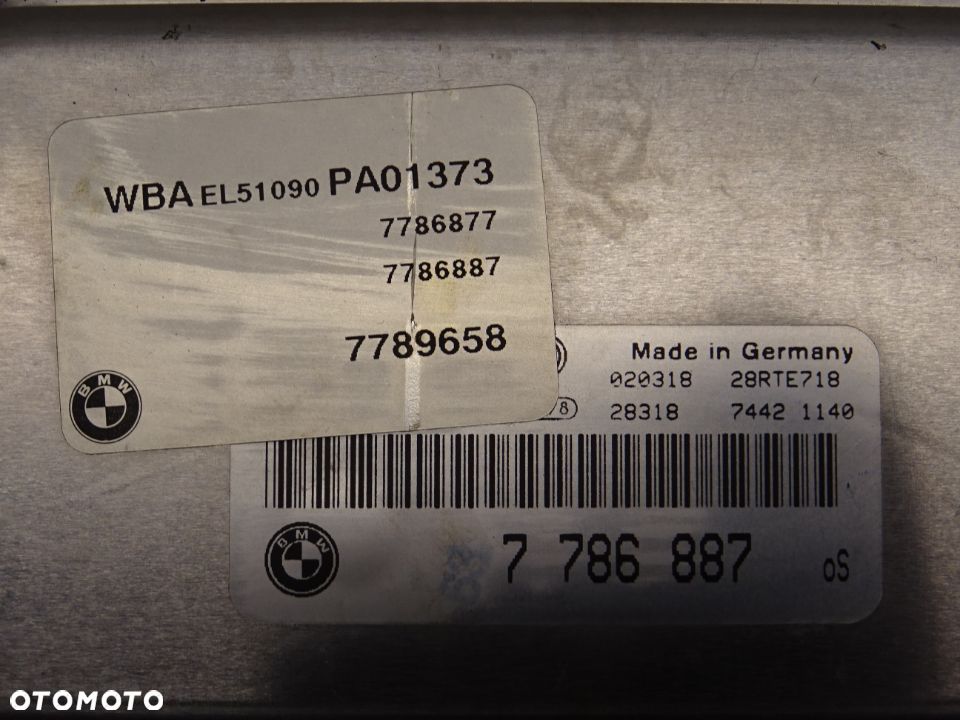 WBA EL51090 PA01373
7786877
7786887
7789658
BMW
Made in Germany
020318 28RTE718
8 28318 7442 1140
BMW
7 786 887 oS
OTOMOTO